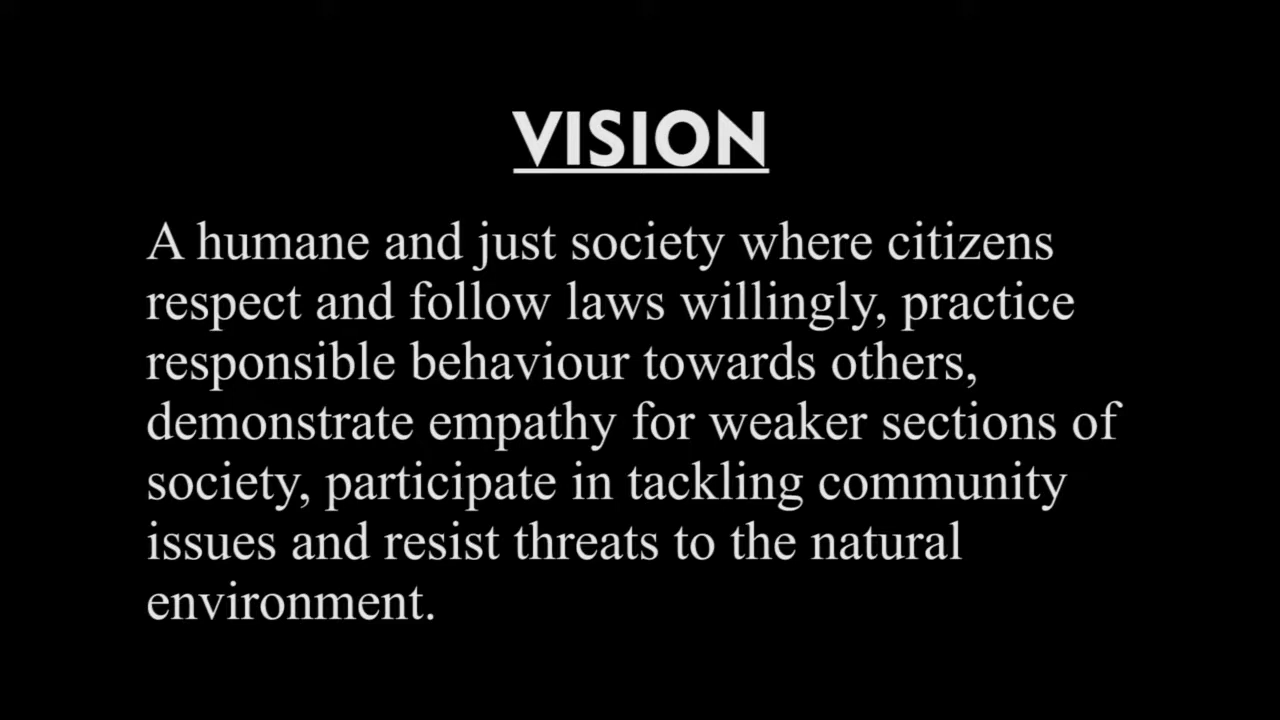 VISION
A humane and just society where citizens
respect and follow laws willingly, practice
responsible behaviour towards others,
demonstrate empathy for weaker sections of
society, participate in tackling community
issues and resist threats to the natural
environment.